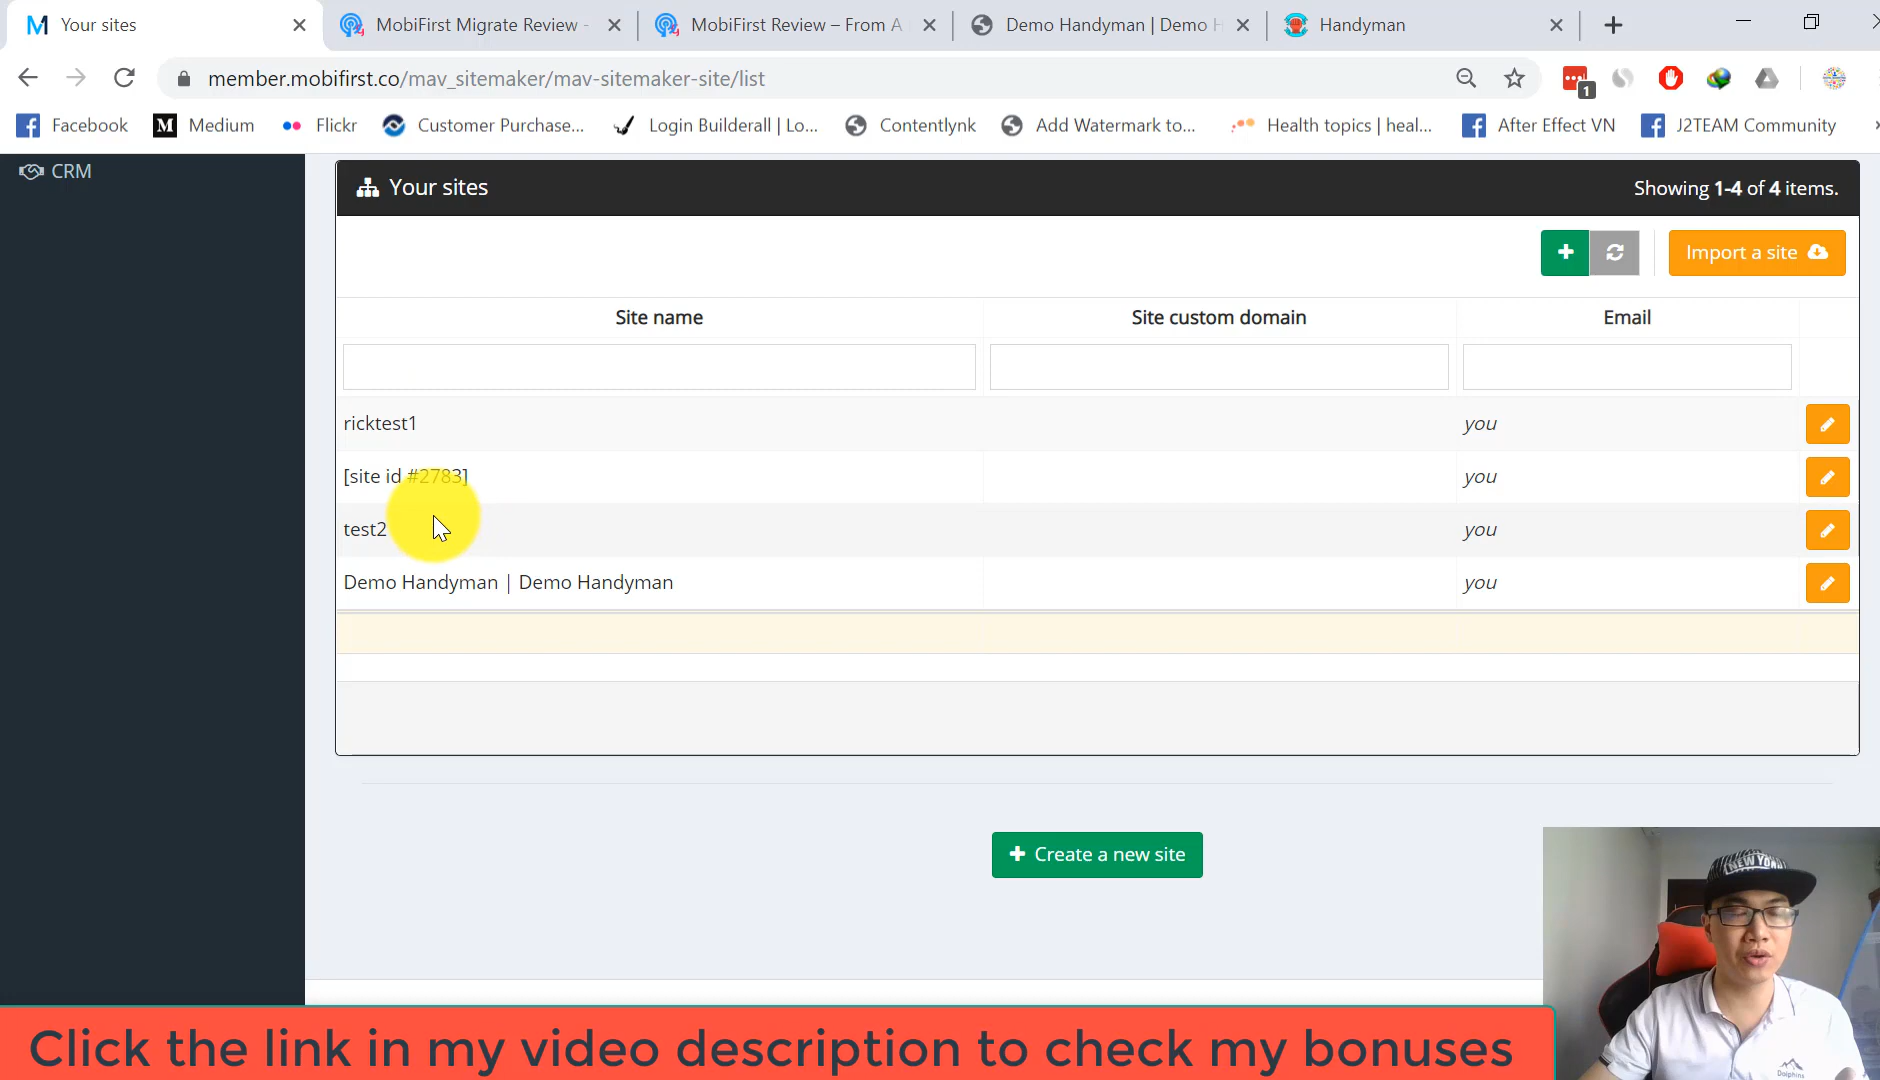 Your sites
MobiFirst Migrate Review -
MobiFirst Review – From A
Demo Handyman | Demo H
Handyman
member.mobifirst.co/mav_sitemaker/mav-sitemaker-site/list
1
Facebook
M Medium
Flickr
Customer Purchase...
Login Builderall | Lo...
Contentlynk
Add Watermark to...
Health topics | heal...
After Effect VN
J2TEAM Community
CRM
Your sites
Showing 1-4 of 4 items.
Import a site
Site name
Site custom domain
Email
ricktest1
you
[site id #2783]
you
test2
you
Demo Handyman | Demo Handyman
you
Create a new site
NEW YORK
Dolphins
Click the link in my video description to check my bonuses